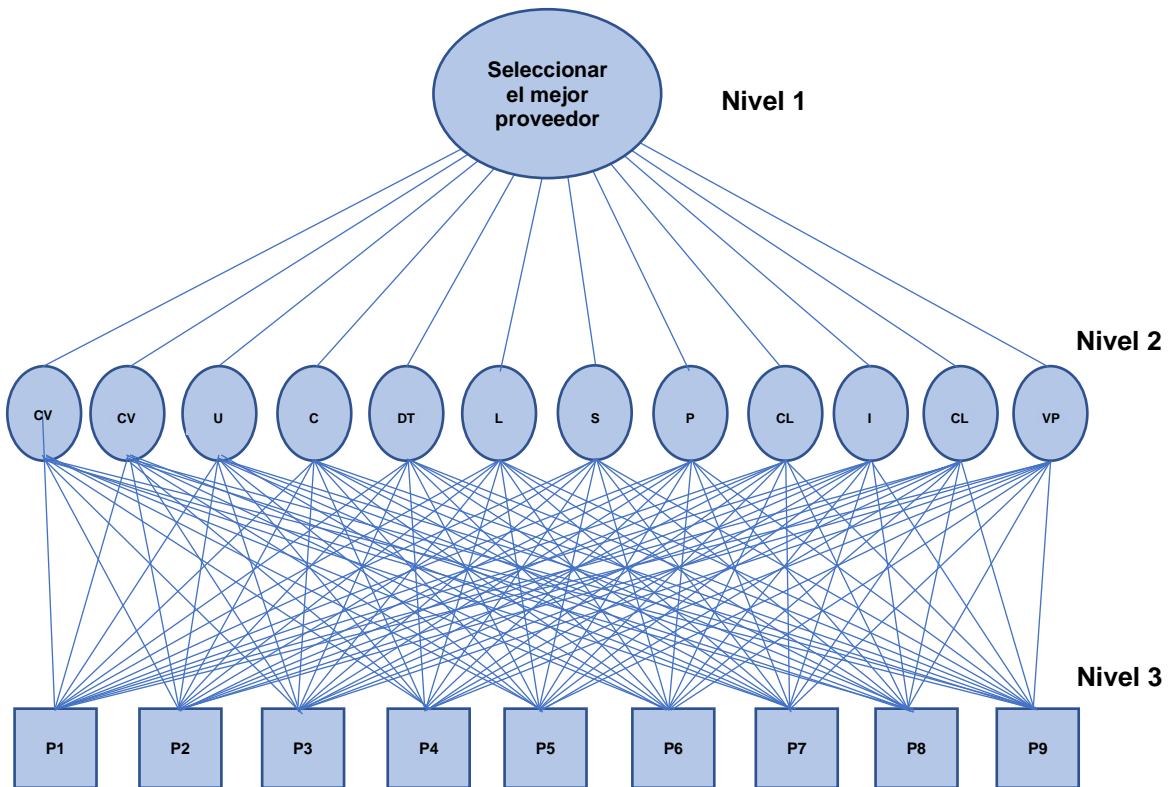 Seleccionar
el mejor
proveedor
Nivel 1
Nivel 2
CV
CV
U
C
DT
L
S
P
CL
I
CL
VP
Nivel 3
P1
P2
P3
P4
P5
P6
P7
P8
P9